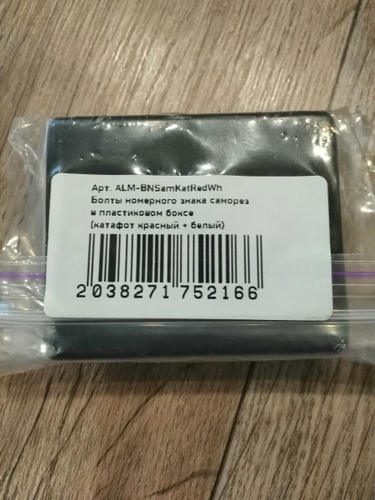 Арт. ALM-BNSamKatRedWh
Болты номерного знака саморез
в пластиковом боксе
(катафот красный + белый)
2038271752166